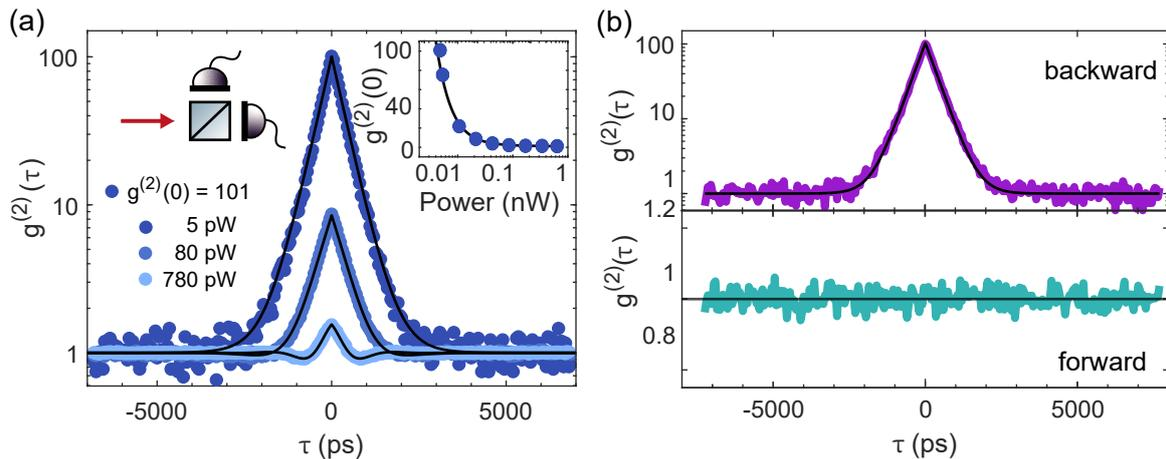 (a)
g(2)(τ)
100
10
1
g(2)(0) = 101
5 pW
80 pW
780 pW
g(2)(0)
100
40
0
0.01 0.1 1
Power (nW)
-5000 0 5000
τ (ps)
(b)
g(2)(τ)
100
10
1
backward
g(2)(τ)
1.2
1
0.8
forward
-5000 0 5000
τ (ps)